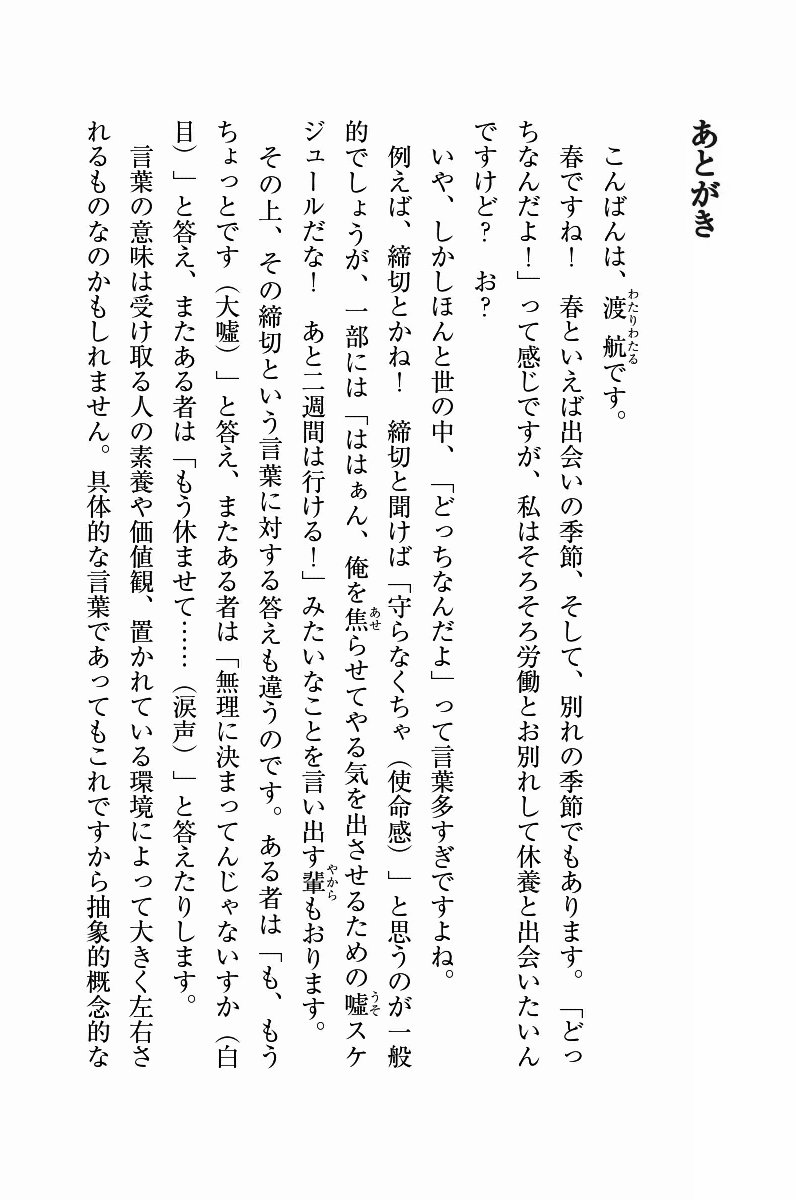 あとがき
こんばんは、渡航です。
春ですね！　春といえば出会いの季節、そして、別れの季節でもあります。「どっ
ちなんだよ！」って感じですが、私はそろそろ労働とお別れして休養と出会いたいん
ですけど？　お？
いや、しかしほんと世の中、「どっちなんだよ」って言葉多すぎですよね。
例えば、締切とかね！　締切と聞けば「守らなくちゃ（使命感）」と思うのが一般
的でしょうが、一部には「ははぁん、俺を焦らせてやる気を出させるための嘘スケ
ジュールだな！　あと二週間は行ける！」みたいなことを言い出す輩もおります。
その上、その締切という言葉に対する答えも違うのです。ある者は「も、もう
ちょっとです（大嘘）」と答え、またある者は「無理に決まってんじゃないすか（白
目）」と答え、またある者は「もう休ませて……（涙声）」と答えたりします。
言葉の意味は受け取る人の素養や価値観、置かれている環境によって大きく左右さ
れるものなのかもしれません。具体的な言葉であってもこれですから抽象的概念的な